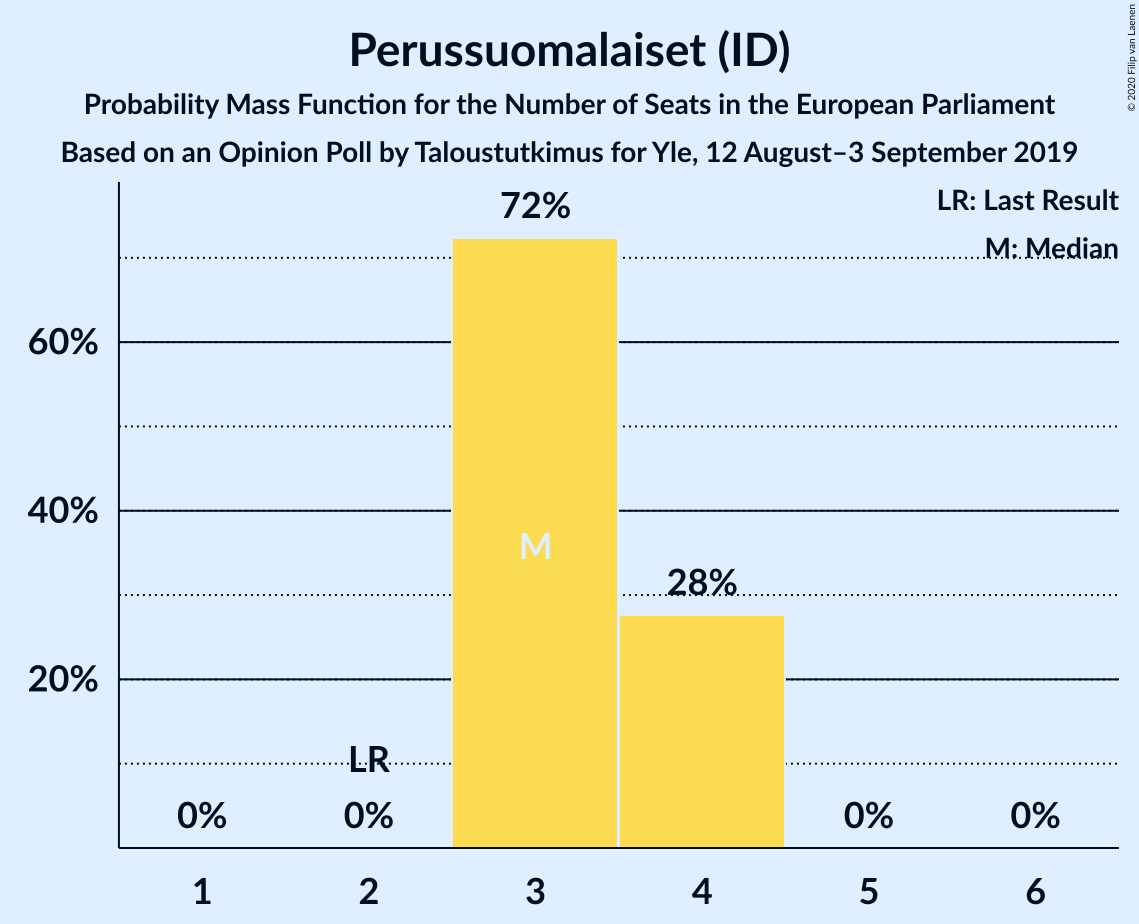 Perussuomalaiset (ID)
Probability Mass Function for the Number of Seats in the European Parliament
Based on an Opinion Poll by Taloustutkimus for Yle, 12 August–3 September 2019
© 2020 Filip van Laenen
LR: Last Result
M: Median
72%
60%
40%
M
28%
20%
LR
0%
0%
0%
0%
1
2
3
4
5
6